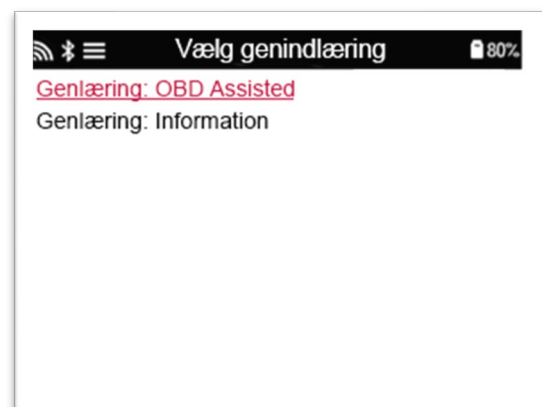 Vælg genindlæring 80%
Genlæring: OBD Assisted
Genlæring: Information